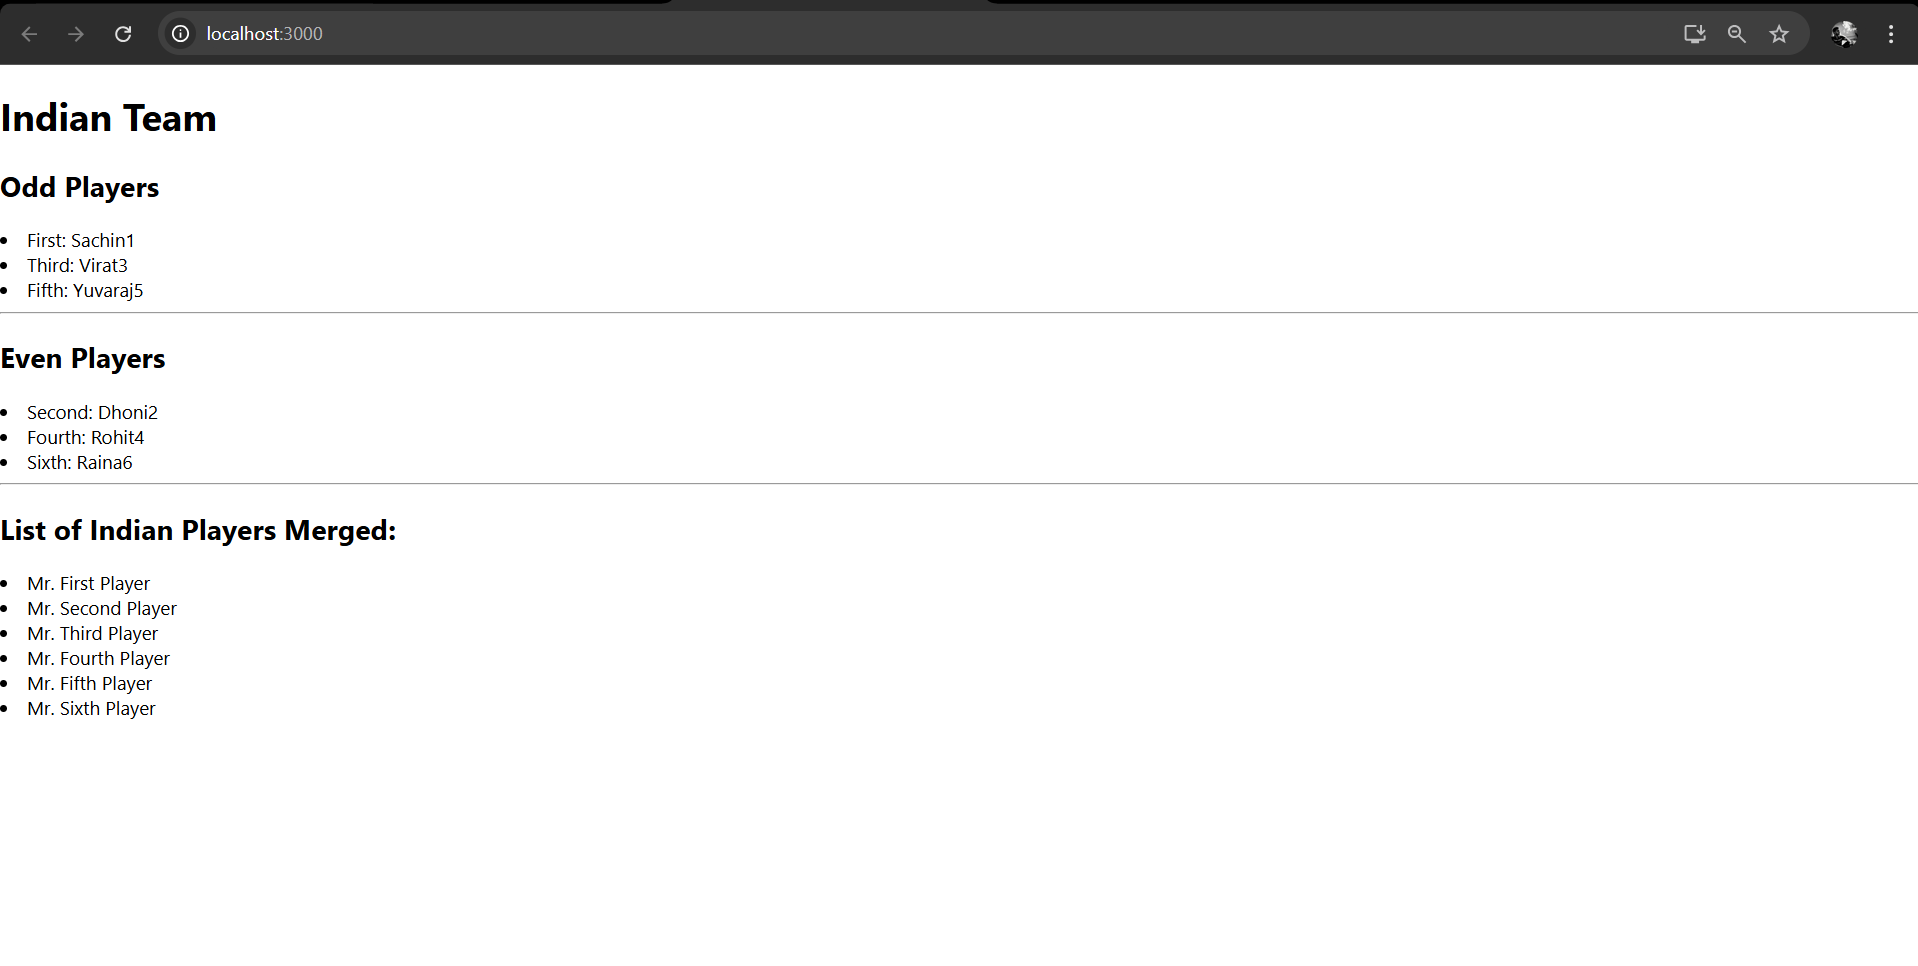 localhost:3000
Indian Team
Odd Players
First: Sachin1
Third: Virat3
Fifth: Yuvaraj5
Even Players
Second: Dhoni2
Fourth: Rohit4
Sixth: Raina6
List of Indian Players Merged:
Mr. First Player
Mr. Second Player
Mr. Third Player
Mr. Fourth Player
Mr. Fifth Player
Mr. Sixth Player